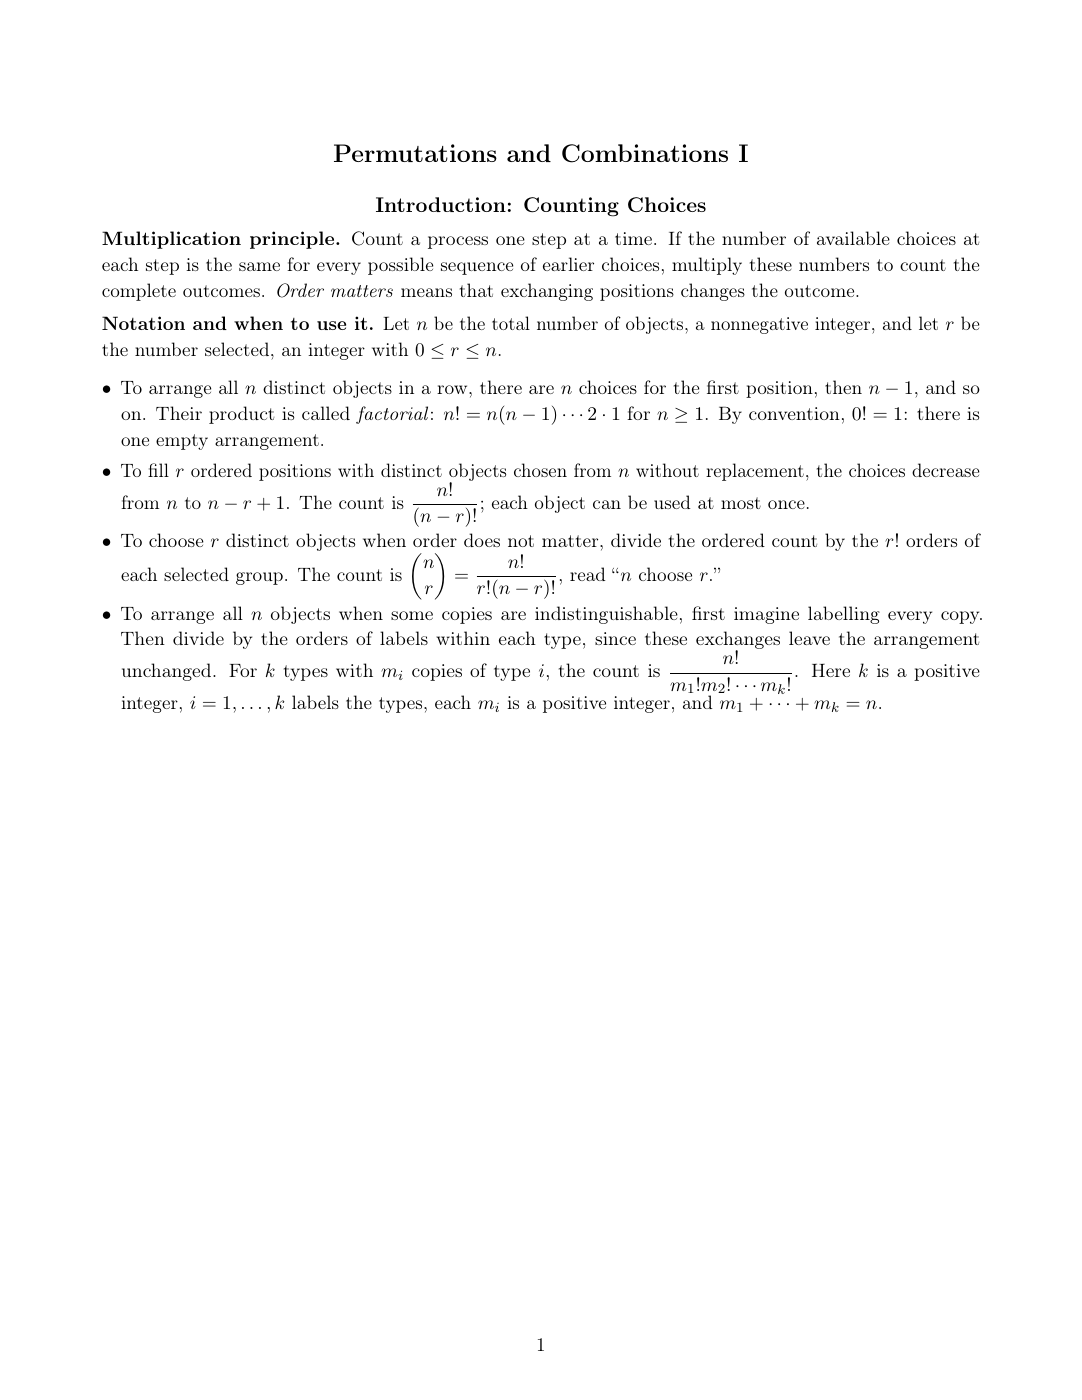 Permutations and Combinations I
Introduction: Counting Choices
Multiplication principle. Count a process one step at a time. If the number of available choices at
each step is the same for every possible sequence of earlier choices, multiply these numbers to count the
complete outcomes. Order matters means that exchanging positions changes the outcome.
Notation and when to use it. Let n be the total number of objects, a nonnegative integer, and let r be
the number selected, an integer with 0 ≤ r ≤ n.
• To arrange all n distinct objects in a row, there are n choices for the first position, then n − 1, and so
on. Their product is called factorial: n! = n(n − 1) ⋯ 2 · 1 for n ≥ 1. By convention, 0! = 1: there is
one empty arrangement.
• To fill r ordered positions with distinct objects chosen from n without replacement, the choices decrease
from n to n − r + 1. The count is $\frac{n!}{(n-r)!}$; each object can be used at most once.
• To choose r distinct objects when order does not matter, divide the ordered count by the r! orders of
each selected group. The count is $\binom{n}{r} = \frac{n!}{r!(n-r)!}$, read “n choose r.”
• To arrange all n objects when some copies are indistinguishable, first imagine labelling every copy.
Then divide by the orders of labels within each type, since these exchanges leave the arrangement
unchanged. For k types with $m_i$ copies of type i, the count is $\frac{n!}{m_1!m_2!\cdots m_k!}$. Here k is a positive
integer, i = 1, . . . , k labels the types, each $m_i$ is a positive integer, and $m_1 + \cdots + m_k = n$.
1